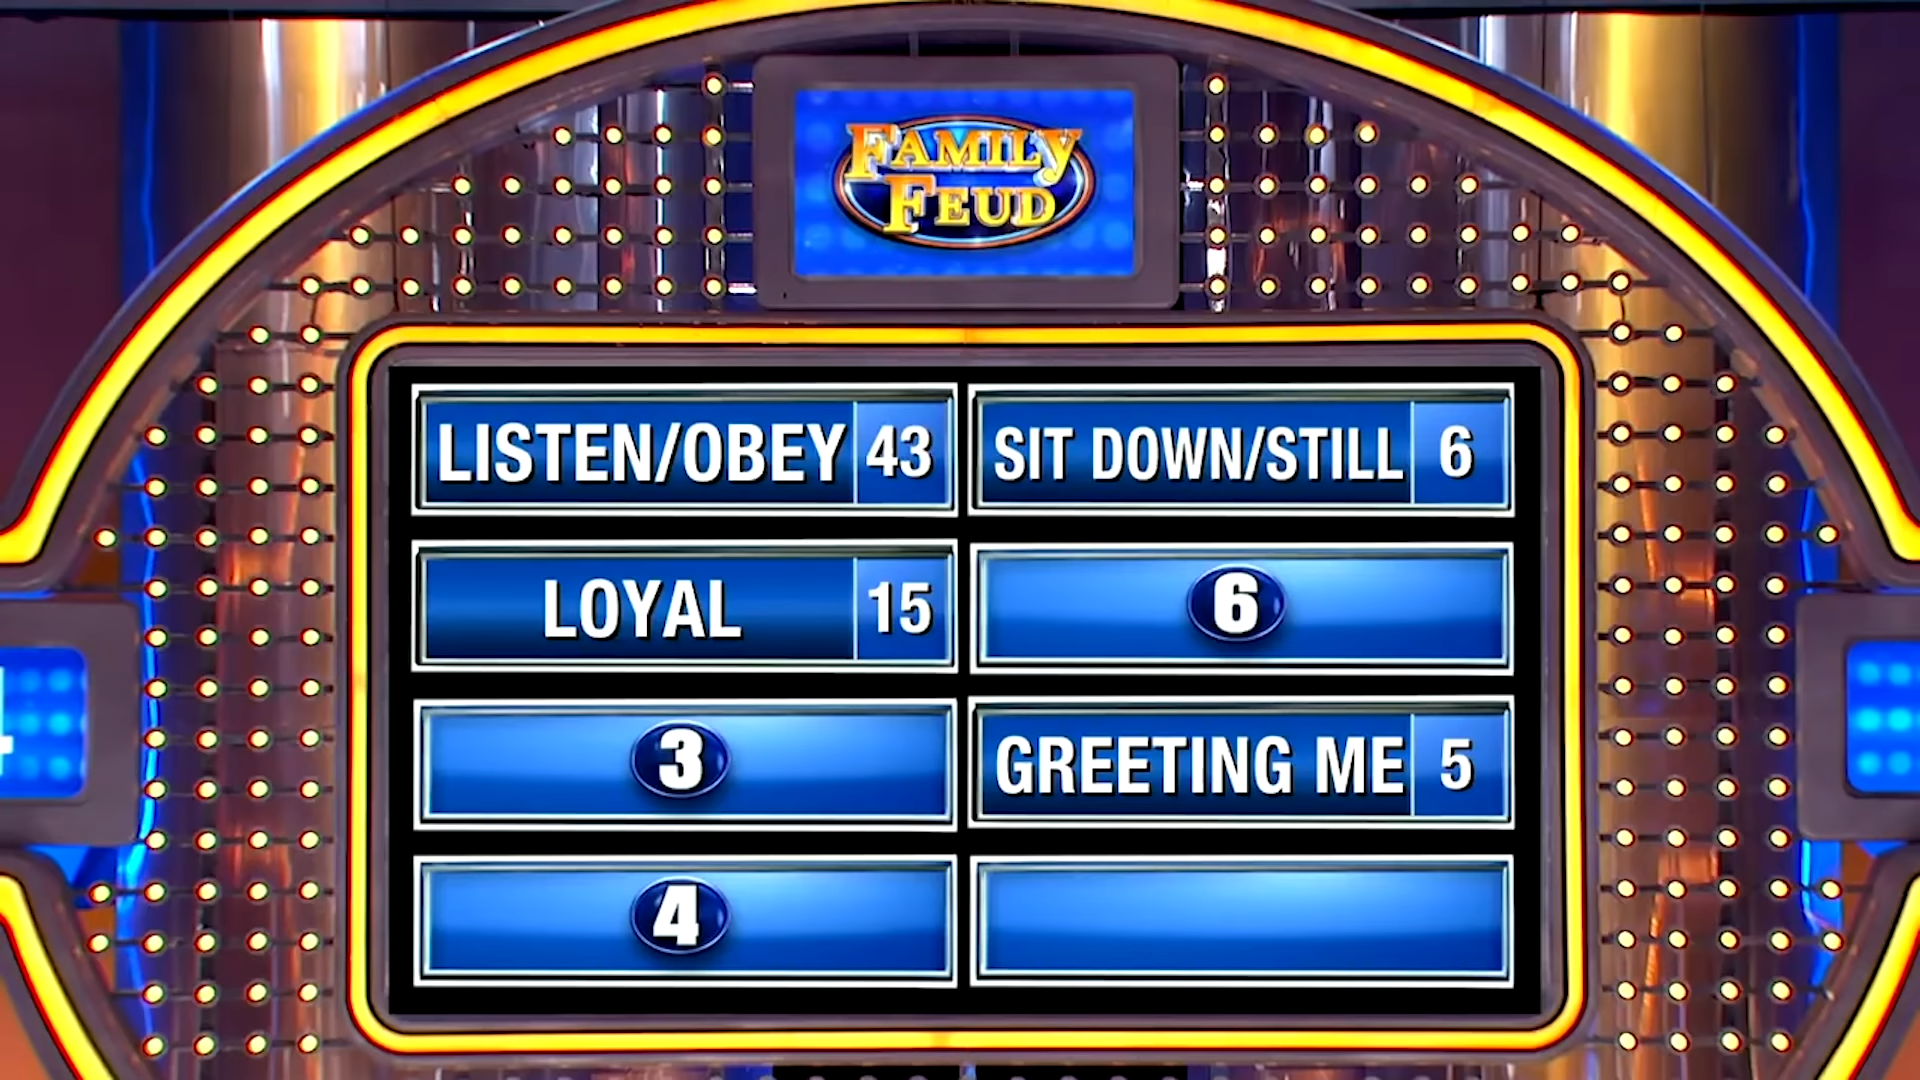 FAMILY
FEUD
LISTEN/OBEY 43
LOYAL 15
3
4
SIT DOWN/STILL 6
6
GREETING ME 5